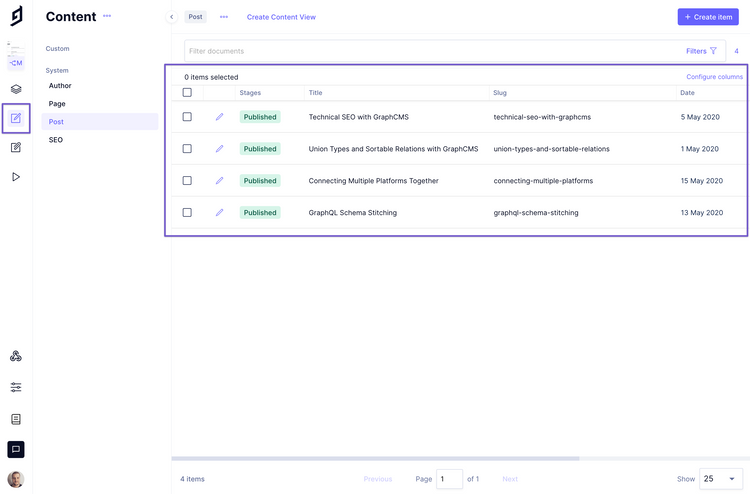 Content
Post
Create Content View
+ Create item
Filter documents
Filters
4
CM
Custom
System
Author
Page
Post
SEO
0 items selected
Configure columns
Stages Title Slug Date
Published Technical SEO with GraphCMS technical-seo-with-graphcms 5 May 2020
Published Union Types and Sortable Relations with GraphCMS union-types-and-sortable-relations 1 May 2020
Published Connecting Multiple Platforms Together connecting-multiple-platforms 15 May 2020
Published GraphQL Schema Stitching graphql-schema-stitching 13 May 2020
4 items
Previous
Page 1 of 1
Next
Show 25